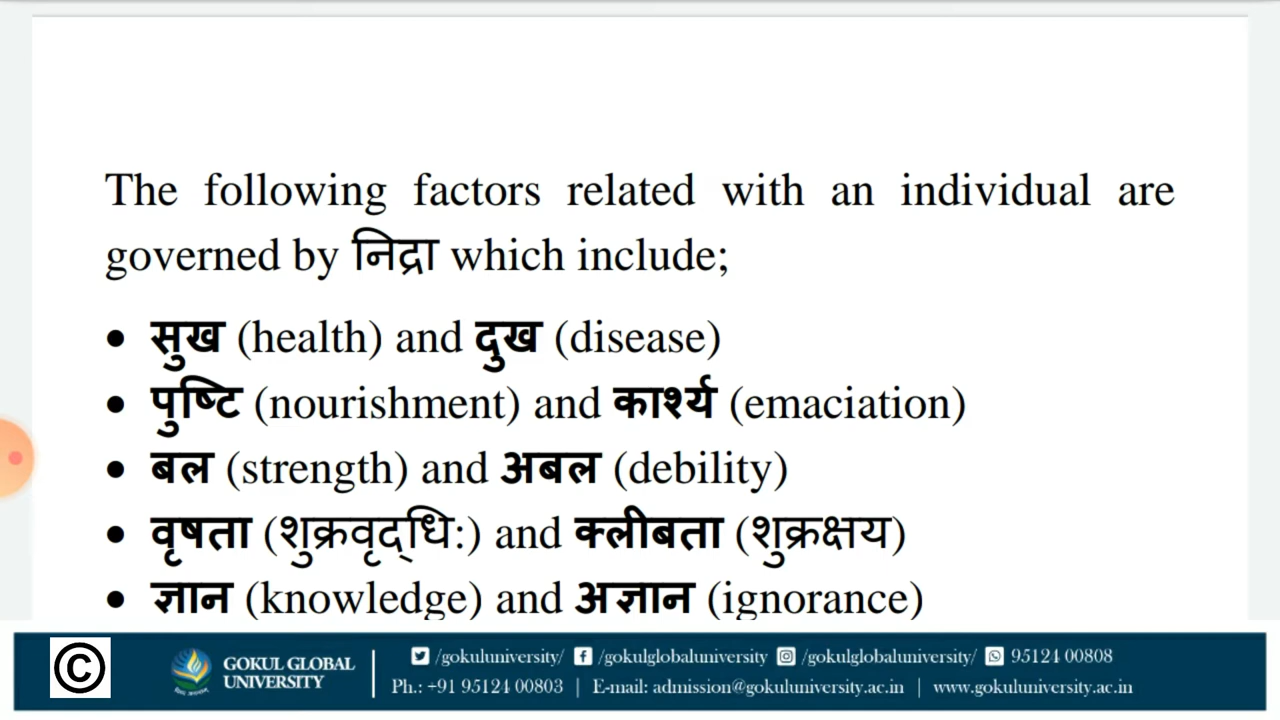 The following factors related with an individual are
governed by निद्रा which include;
• सुख (health) and दुख (disease)
• पुष्टि (nourishment) and कार्श्य (emaciation)
• बल (strength) and अबल (debility)
• वृषता (शुक्रवृद्धि:) and क्लीबता (शुक्रक्षय)
• ज्ञान (knowledge) and अज्ञान (ignorance)
©
GOKUL GLOBAL
UNIVERSITY
/gokuluniversity/ /gokulglobaluniversity /gokulglobaluniversity/ 95124 00808
Ph.: +91 95124 00803 | E-mail: admission@gokuluniversity.ac.in | www.gokuluniversity.ac.in